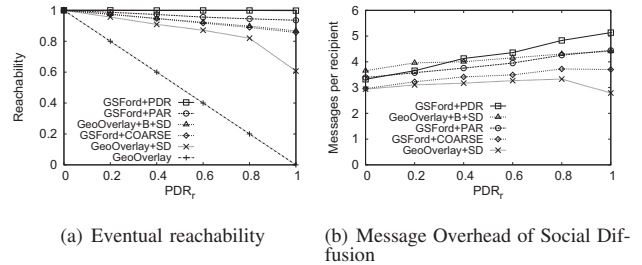 1
0.8
0.6
0.4
0.2
0
Reachability
GSFord+PDR
GSFord+PAR
GeoOverlay+B+SD
GSFord+COARSE
GeoOverlay+SD
GeoOverlay
0 0.2 0.4 0.6 0.8 1
PDRr
(a) Eventual reachability
6
5
4
3
2
1
0
Messages per recipient
GSFord+PDR
GeoOverlay+B+SD
GSFord+PAR
GSFord+COARSE
GeoOverlay+SD
0 0.2 0.4 0.6 0.8 1
PDRr
(b) Message Overhead of Social Dif-
fusion